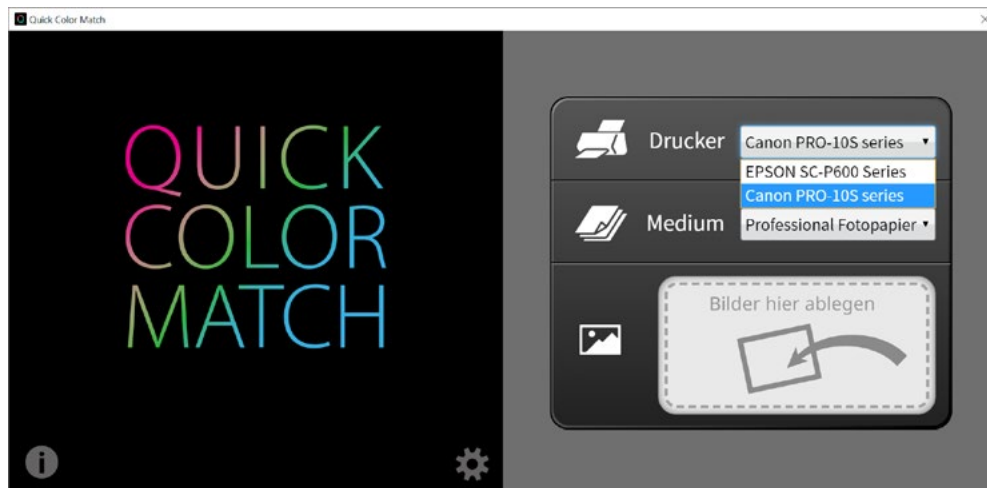 Quick Color Match
QUICK
COLOR
MATCH
Drucker
Canon PRO-10S series
EPSON SC-P600 Series
Canon PRO-10S series
Medium
Professional Fotopapier
Bilder hier ablegen